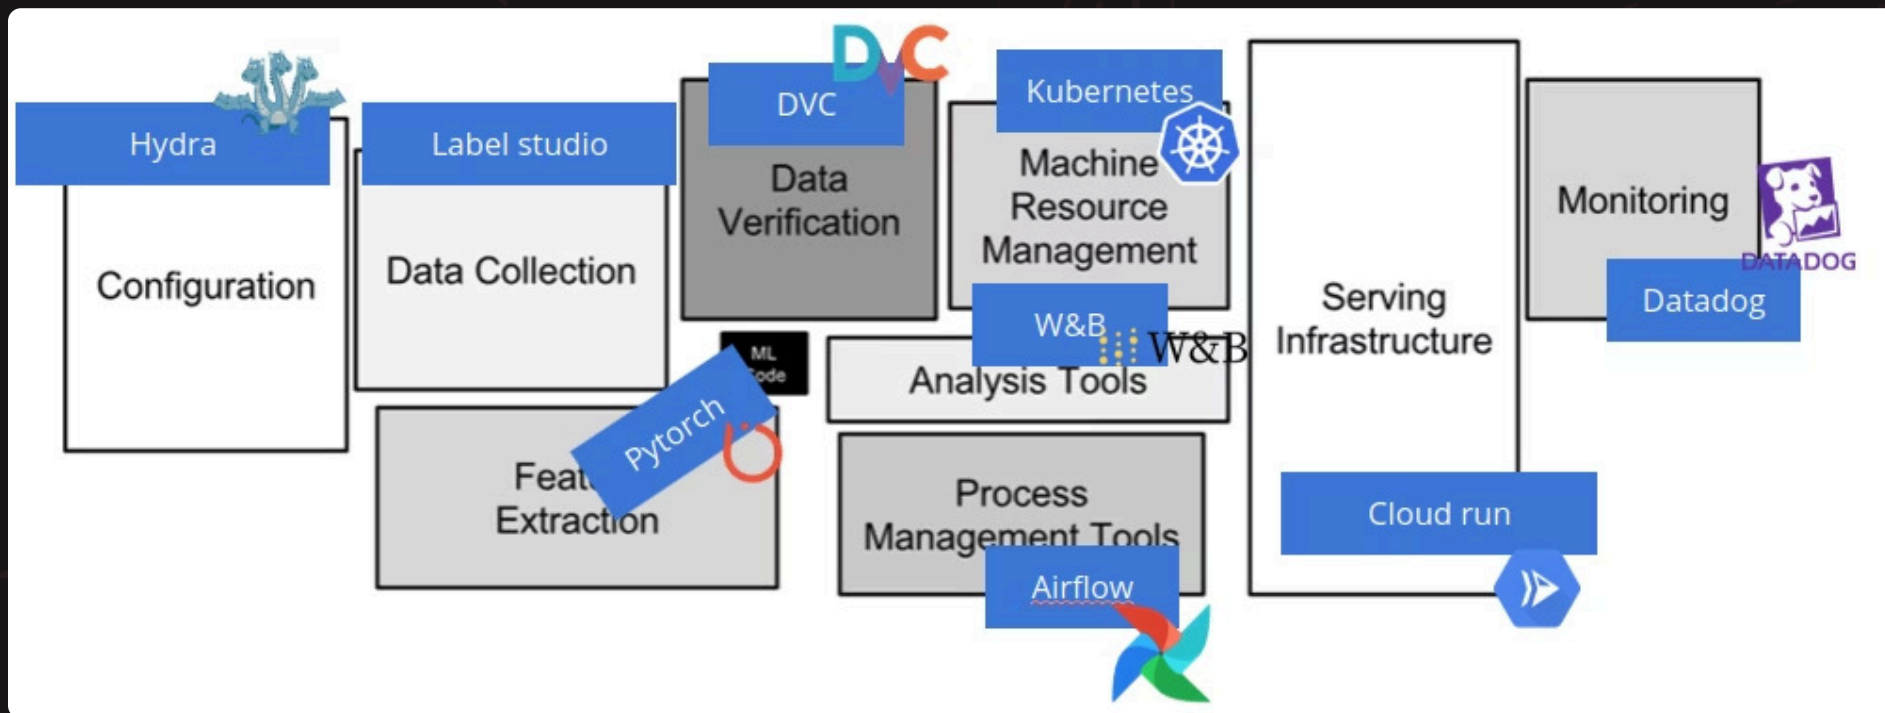 Hydra
Configuration
Label studio
Data Collection
DVC
DVC
Data
Verification
Kubernetes
Machine
Resource
Management
W&B
W&B
Analysis Tools
ML
Pytorch
Extraction
Process
Management Tools
Airflow
Serving
Infrastructure
Cloud run
Monitoring
DATADOG
Datadog